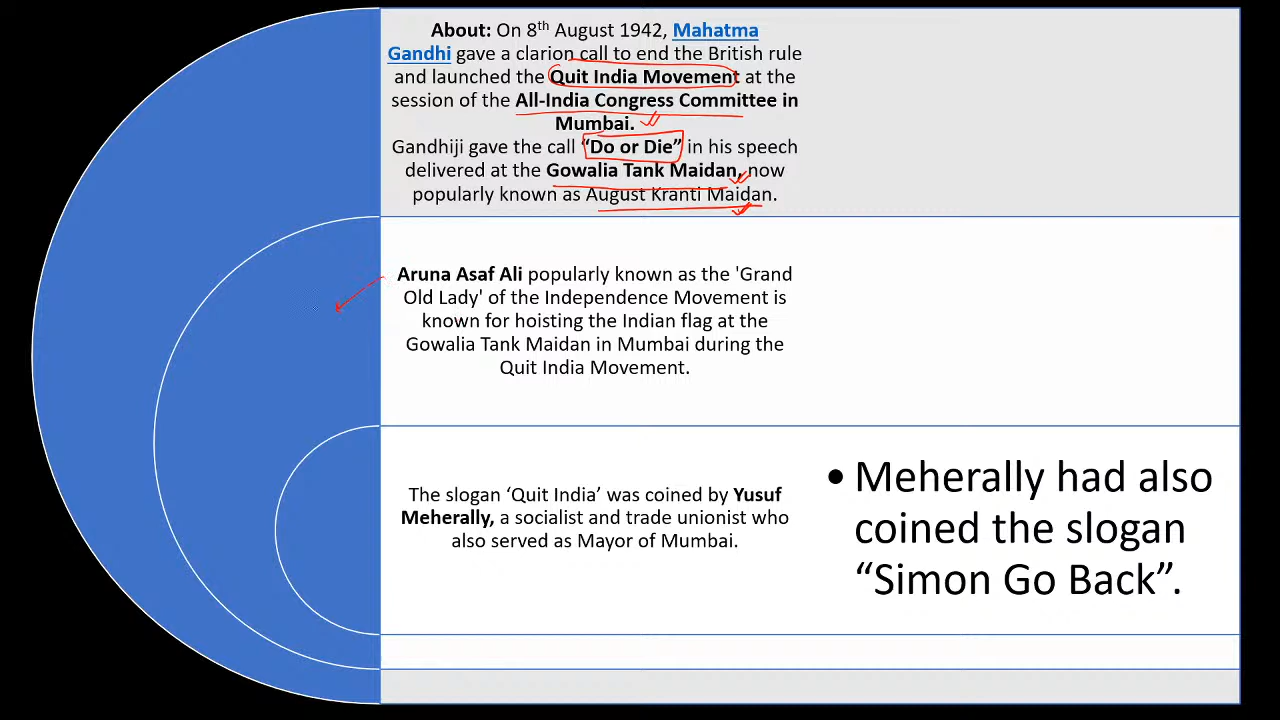 About: On 8th August 1942, Mahatma
Gandhi gave a clarion call to end the British rule
and launched the Quit India Movement at the
session of the All-India Congress Committee in
Mumbai.
Gandhiji gave the call “Do or Die” in his speech
delivered at the Gowalia Tank Maidan, now
popularly known as August Kranti Maidan.
Aruna Asaf Ali popularly known as the 'Grand
Old Lady' of the Independence Movement is
known for hoisting the Indian flag at the
Gowalia Tank Maidan in Mumbai during the
Quit India Movement.
The slogan ‘Quit India’ was coined by Yusuf
Meherally, a socialist and trade unionist who
also served as Mayor of Mumbai.
• Meherally had also
coined the slogan
“Simon Go Back”.